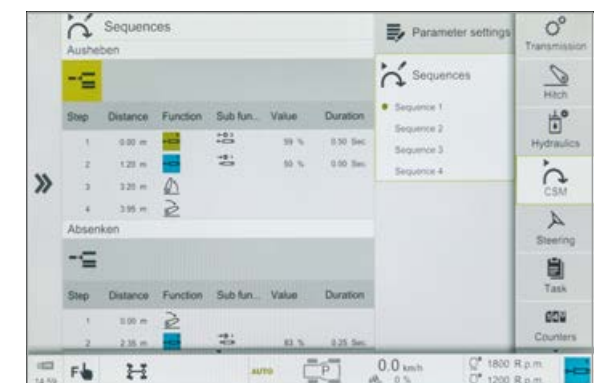 Sequences
Ausheben
Step Distance Function Sub fun... Value Duration
1 0.00 m 59 % 0.50 Sec.
2 1.20 m 50 % 0.00 Sec.
3 3.20 m
4 3.95 m
Absenken
Step Distance Function Sub fun... Value Duration
1 0.00 m
2 2.35 m 83 % 0.25 Sec.
Parameter settings
Sequences
Sequence 1
Sequence 2
Sequence 3
Sequence 4
Transmission
Hitch
Hydraulics
CSM
Steering
Task
Counters
14:59
F
AUTO
P
0.0 km/h
0 %
1800 R.p.m.
1200 R.p.m.